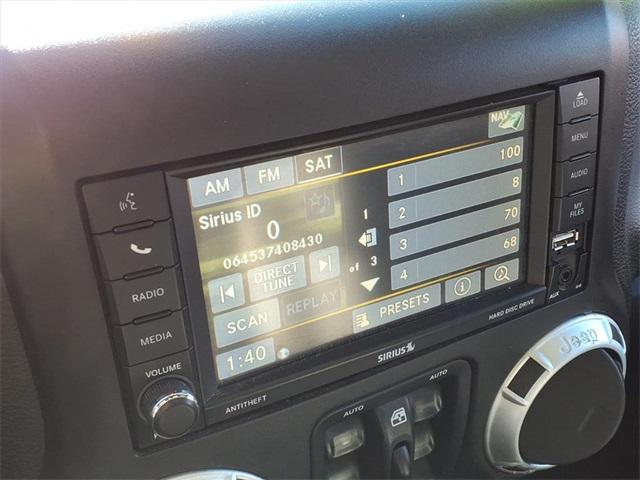 LOAD
MENU
AUDIO
MY
FILES
AUX
RADIO
MEDIA
VOLUME
ANTITHEFT
AM FM SAT
NAV
Sirius ID
0
064537408430
DIRECT
TUNE
SCAN REPLAY
1:40
1
of 3
1 100
2 8
3 70
4 68
PRESETS
SIRIUS
HARD DISC DRIVE
AUTO AUTO
Jeep